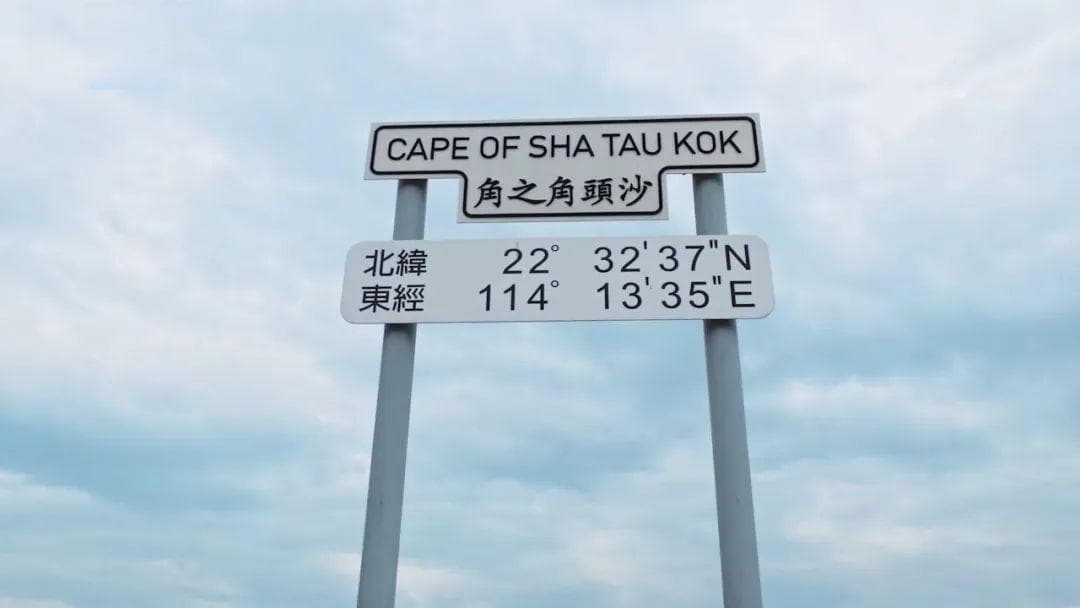 CAPE OF SHA TAU KOK
沙頭角之角
北緯 22° 32'37"N
東經 114° 13'35"E